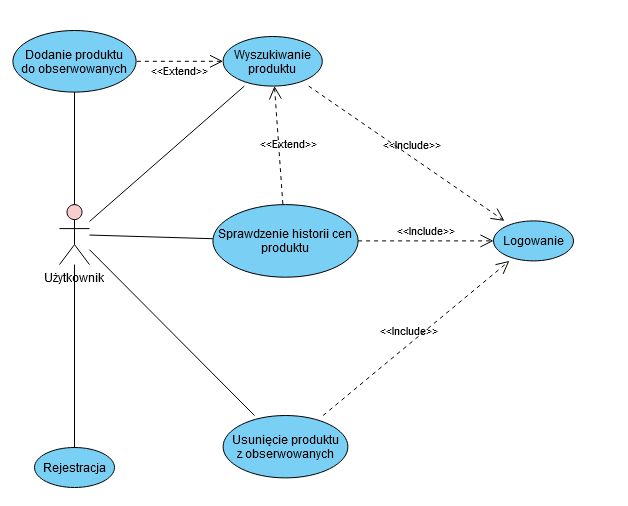 Dodanie produktu
do obserwowanych
<<Extend>>
Wyszukiwanie
produktu
<<Extend>>
<<Include>>
Sprawdzenie historii cen
produktu
<<Include>>
Logowanie
Użytkownik
<<Include>>
Usunięcie produktu
z obserwowanych
Rejestracja